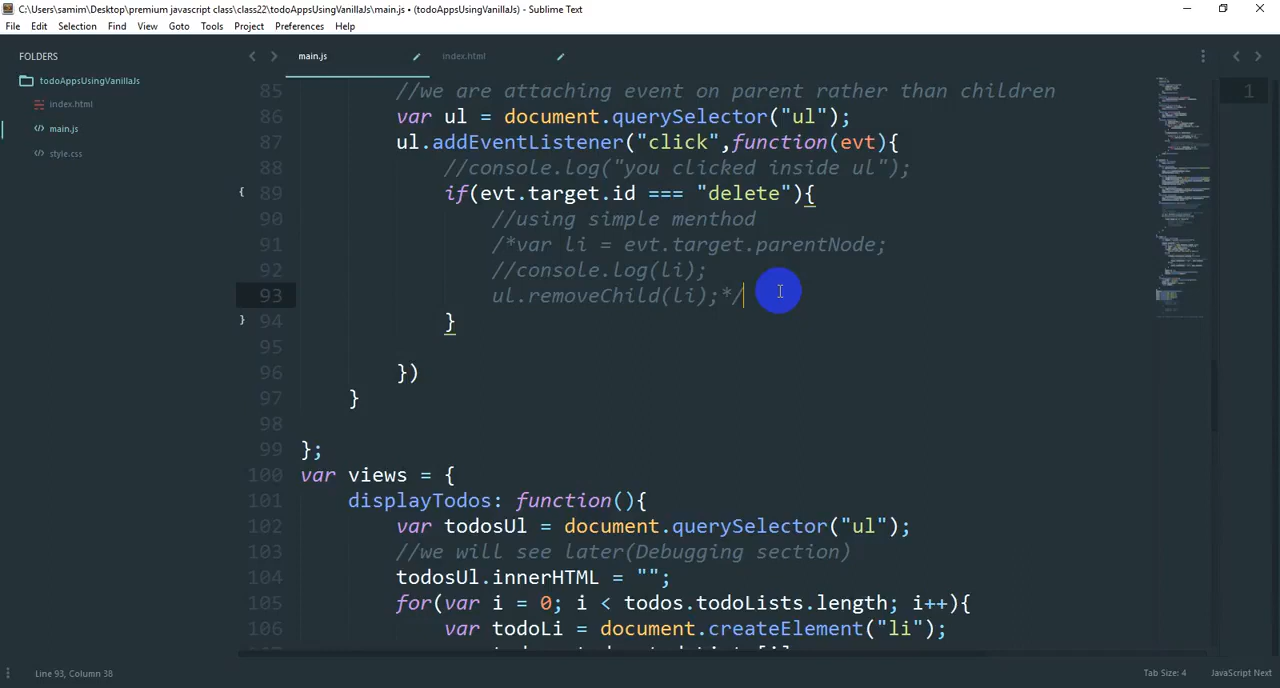 C:\Users\samim\Desktop\premium javascript class\class22\todoAppsUsingVanillaJs\main.js • (todoAppsUsingVanillaJs) - Sublime Text
File Edit Selection Find View Goto Tools Project Preferences Help
FOLDERS
todoAppsUsingVanillaJs
index.html
main.js
style.css
main.js
index.html
85 //we are attaching event on parent rather than children
86 var ul = document.querySelector("ul");
87 ul.addEventListener("click",function(evt){
88 //console.log("you clicked inside ul");
89 if(evt.target.id === "delete"){
90 //using simple menthod
91 /*var li = evt.target.parentNode;
92 //console.log(li);
93 ul.removeChild(li);*/
94 }
95
96 })
97 }
98
99 };
100 var views = {
101 displayTodos: function(){
102 var todosUl = document.querySelector("ul");
103 //we will see later(Debugging section)
104 todosUl.innerHTML = "";
105 for(var i = 0; i < todos.todoLists.length; i++){
106 var todoLi = document.createElement("li");
1
Line 93, Column 38
Tab Size: 4
JavaScript Next